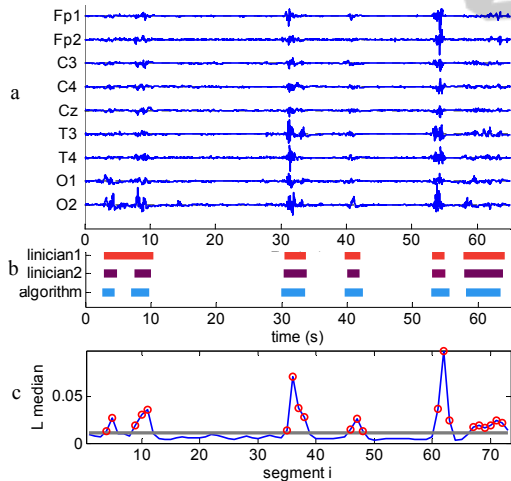 a
Fp1
Fp2
C3
C4
Cz
T3
T4
O1
O2
0 10 20 30 40 50 60
b
linician1
linician2
algorithm
0 10 20 30 40 50 60
time (s)
c
L median
0.05
0
10 20 30 40 50 60 70
segment i